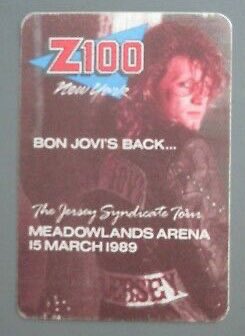 Z100
New York
BON JOVI'S BACK...
The Jersey Syndicate Tour
MEADOWLANDS ARENA
15 MARCH 1989
JERSEY